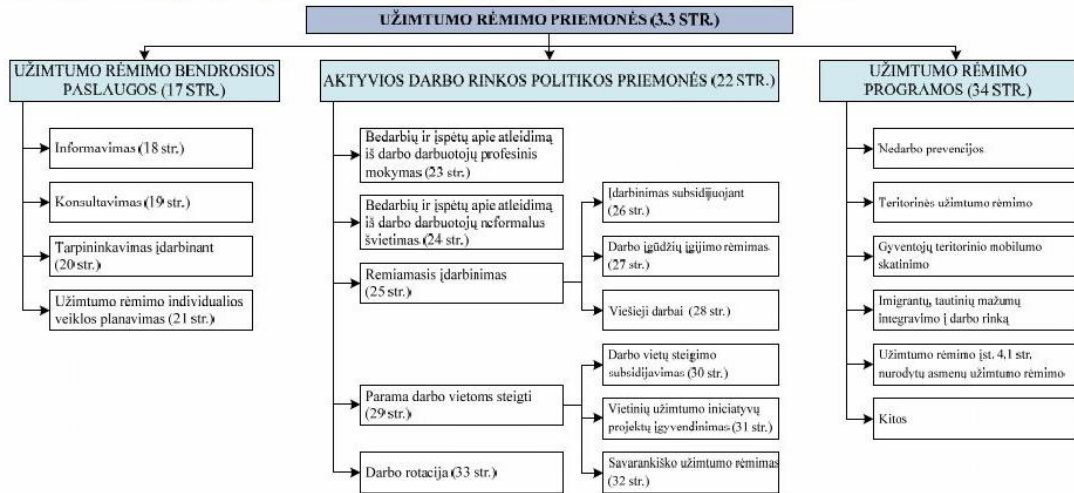 UŽIMTUMO RĖMIMO PRIEMONĖS (3.3 STR.)
UŽIMTUMO RĖMIMO BENDROSIOS
PASLAUGOS (17 STR.)
Informavimas (18 str.)
Konsultavimas (19 str.)
Tarpininkavimas įdarbinant
(20 str.)
Užimtumo rėmimo individualios
veiklos planavimas (21 str.)
AKTYVIOS DARBO RINKOS POLITIKOS PRIEMONĖS (22 STR.)
Bedarbių ir įspėtų apie atleidimą
iš darbo darbuotojų profesinis
mokymas (23 str.)
Bedarbių ir įspėtų apie atleidimą
iš darbo darbuotojų neformalus
švietimas (24 str.)
Remiamasis įdarbinimas
(25 str.)
Įdarbinimas subsidijuojant
(26 str.)
Darbo įgūdžių įgijimo rėmimas
(27 str.)
Viešieji darbai (28 str.)
Parama darbo vietoms steigti
(29 str.)
Darbo vietų steigimo
subsidijavimas (30 str.)
Vietinių užimtumo iniciatyvų
projektų įgyvendinimas (31 str.)
Savarankiško užimtumo rėmimas
(32 str.)
Darbo rotacija (33 str.)
UŽIMTUMO RĖMIMO
PROGRAMOS (34 STR.)
Nedarbo prevencijos
Teritorinės užimtumo rėmimo
Gyventojų teritorinio mobilumo
skatinimo
Imigrantų, tautinių mažumų
integravimo į darbo rinką
Užimtumo rėmimo įst. 4.1 str.
nurodytų asmenų užimtumo rėmimo
Kitos